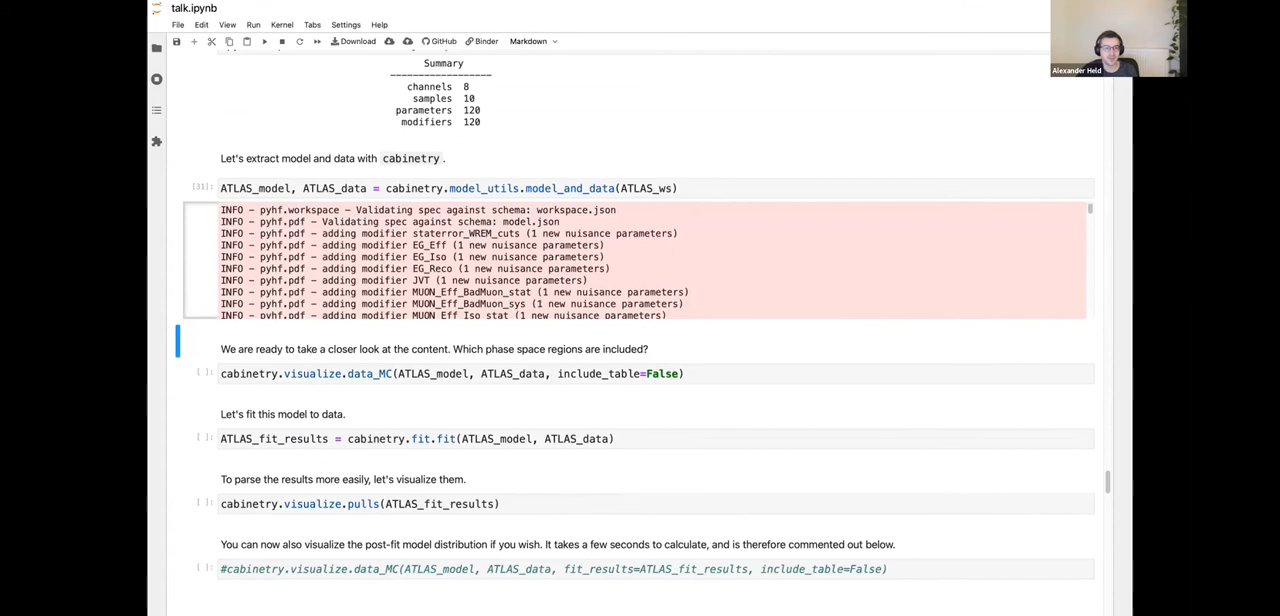 talk.ipynb
File Edit View Run Kernel Tabs Settings Help
Download GitHub Binder Markdown
Alexander Held
Summary
------------------
channels 8
samples 10
parameters 120
modifiers 120
Let's extract model and data with cabinetry.
[31]: ATLAS_model, ATLAS_data = cabinetry.model_utils.model_and_data(ATLAS_ws)
INFO - pyhf.workspace - Validating spec against schema: workspace.json
INFO - pyhf.pdf - Validating spec against schema: model.json
INFO - pyhf.pdf - adding modifier staterror_WREM_cuts (1 new nuisance parameters)
INFO - pyhf.pdf - adding modifier EG_Eff (1 new nuisance parameters)
INFO - pyhf.pdf - adding modifier EG_Iso (1 new nuisance parameters)
INFO - pyhf.pdf - adding modifier EG_Reco (1 new nuisance parameters)
INFO - pyhf.pdf - adding modifier JVT (1 new nuisance parameters)
INFO - pyhf.pdf - adding modifier MUON_Eff_BadMuon_stat (1 new nuisance parameters)
INFO - pyhf.pdf - adding modifier MUON_Eff_BadMuon_sys (1 new nuisance parameters)
INFO - pyhf.pdf - adding modifier MUON_Eff_Iso_stat (1 new nuisance parameters)
We are ready to take a closer look at the content. Which phase space regions are included?
[ ]: cabinetry.visualize.data_MC(ATLAS_model, ATLAS_data, include_table=False)
Let's fit this model to data.
[ ]: ATLAS_fit_results = cabinetry.fit.fit(ATLAS_model, ATLAS_data)
To parse the results more easily, let's visualize them.
[ ]: cabinetry.visualize.pulls(ATLAS_fit_results)
You can now also visualize the post-fit model distribution if you wish. It takes a few seconds to calculate, and is therefore commented out below.
[ ]: #cabinetry.visualize.data_MC(ATLAS_model, ATLAS_data, fit_results=ATLAS_fit_results, include_table=False)